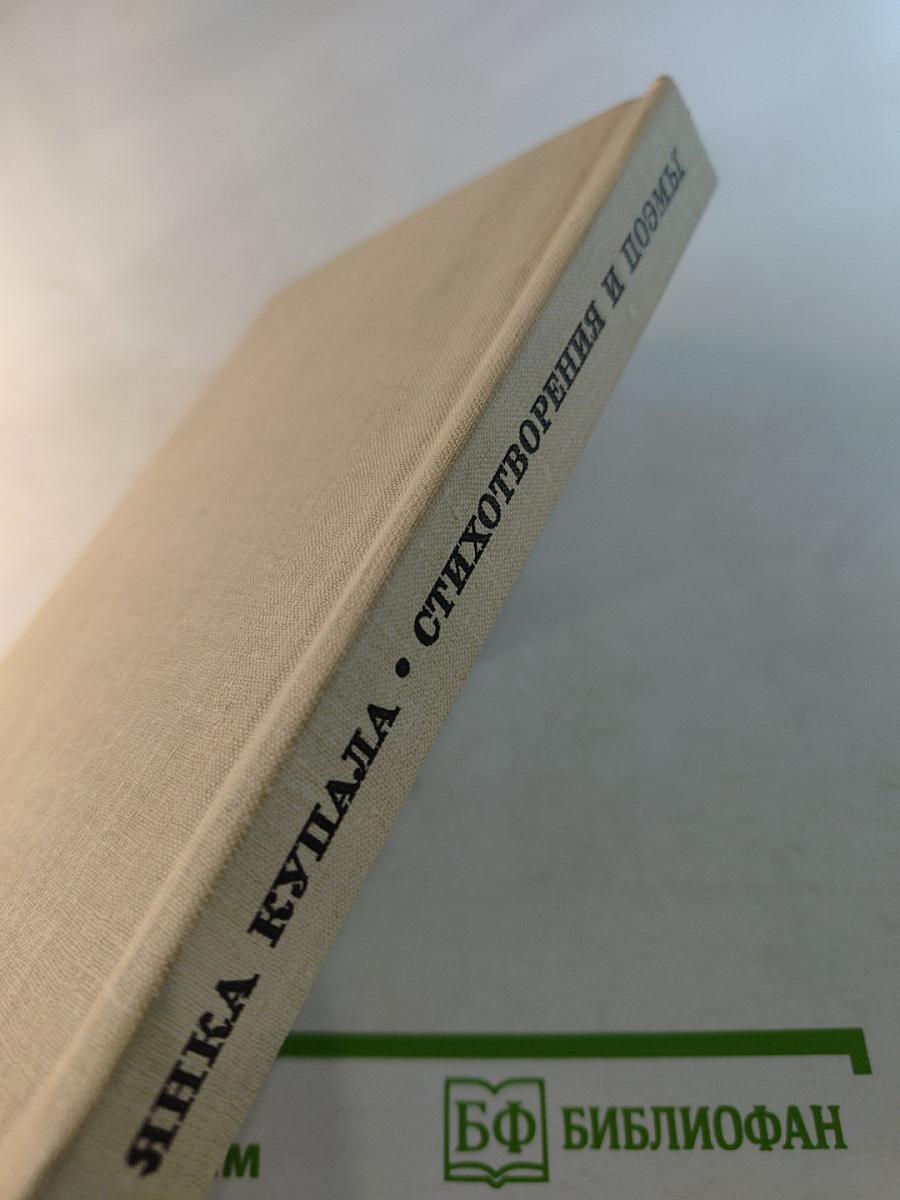 ЯНКА КУПАЛА • СТИХОТВОРЕНИЯ И ПОЭМЫ
БФ БИБЛИОФАН